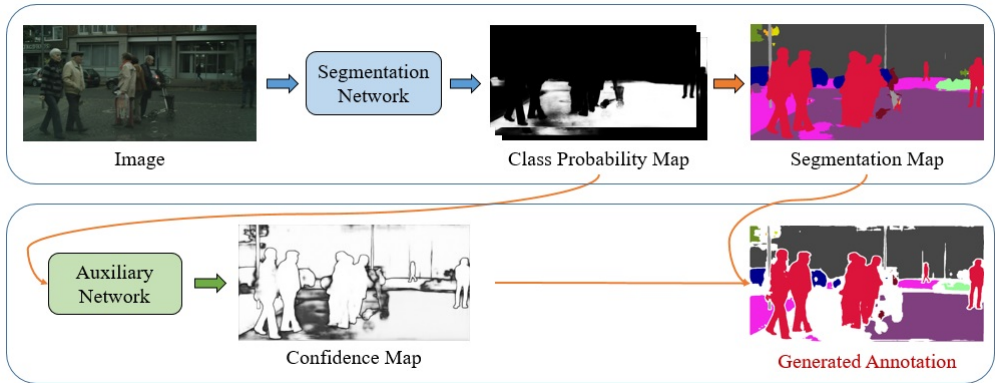 Segmentation
Network
Image
Class Probability Map
Segmentation Map
Auxiliary
Network
Confidence Map
Generated Annotation